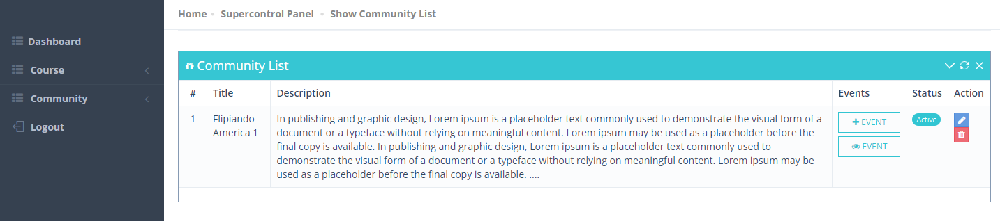 Home • Supercontrol Panel • Show Community List
Dashboard
Course
Community
Logout
Community List
# Title Description Events Status Action
1 Flipiando In publishing and graphic design, Lorem ipsum is a placeholder text commonly used to demonstrate the visual form of a + EVENT Active
America 1 document or a typeface without relying on meaningful content. Lorem ipsum may be used as a placeholder before the
final copy is available. In publishing and graphic design, Lorem ipsum is a placeholder text commonly used to EVENT
demonstrate the visual form of a document or a typeface without relying on meaningful content. Lorem ipsum may be
used as a placeholder before the final copy is available. ....